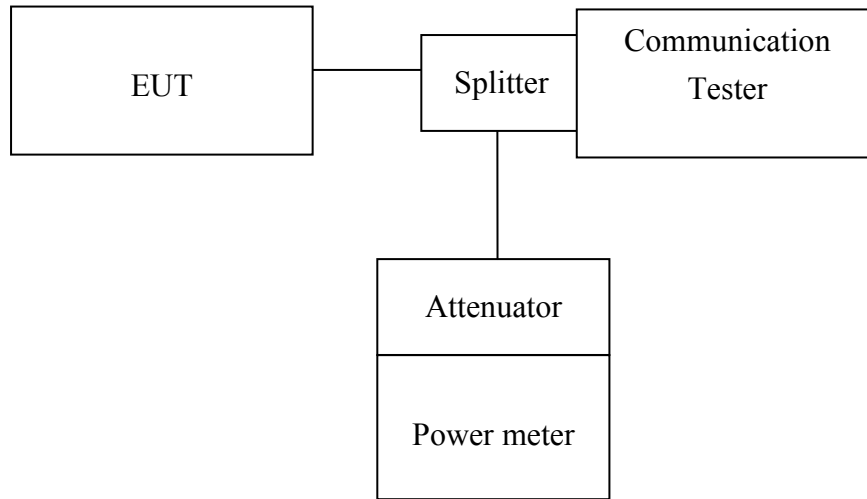 EUT
Splitter
Communication
Tester
Attenuator
Power meter